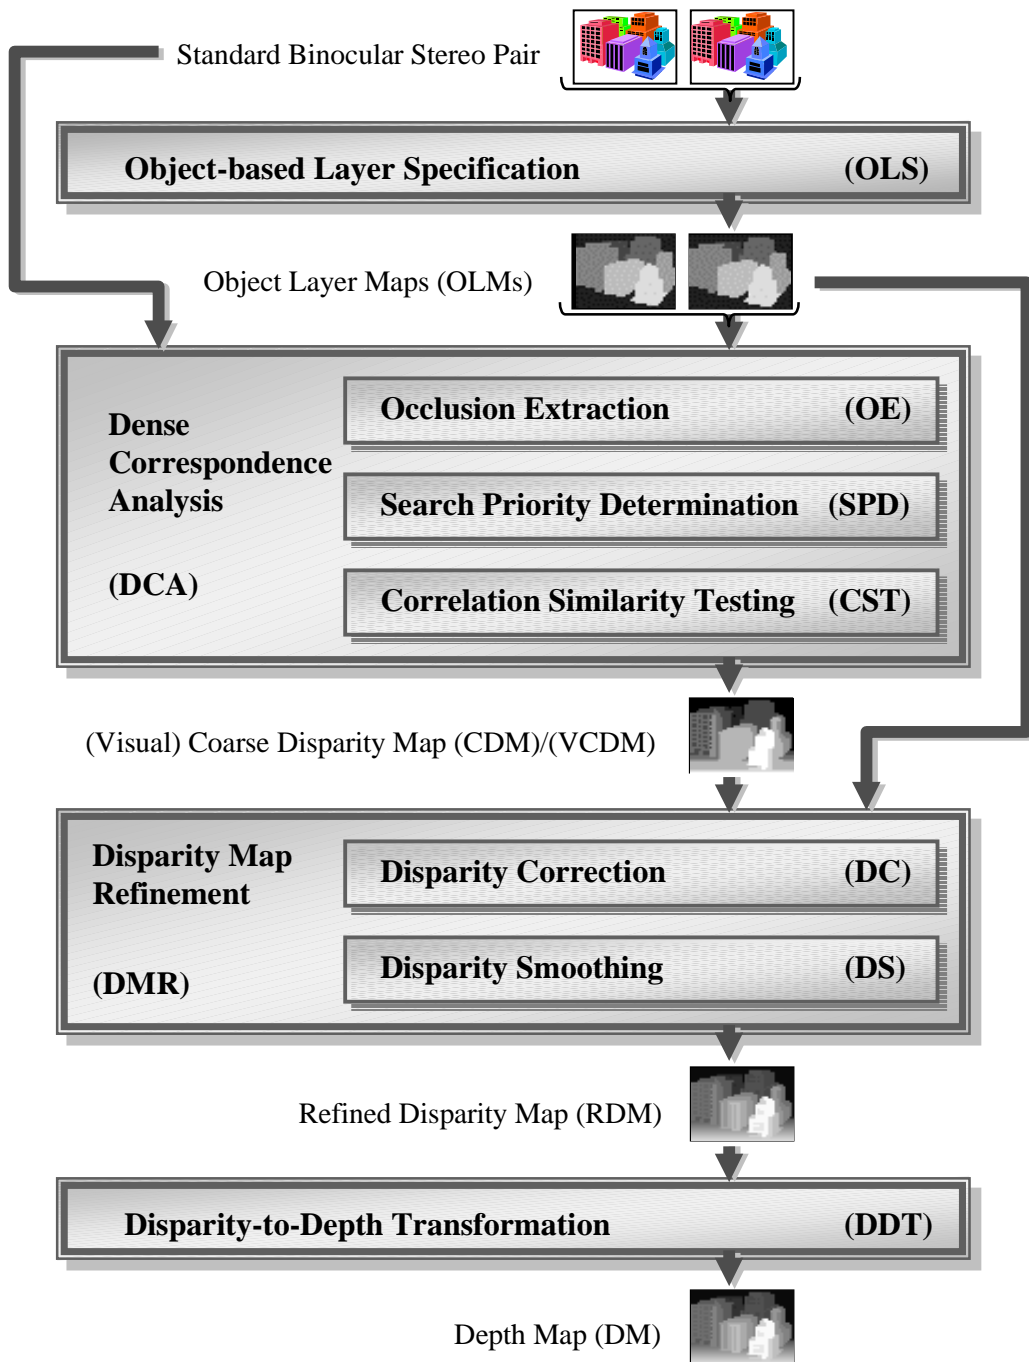 Standard Binocular Stereo Pair
Object-based Layer Specification (OLS)
Object Layer Maps (OLMs)
Dense
Correspondence
Analysis
(DCA)
Occlusion Extraction (OE)
Search Priority Determination (SPD)
Correlation Similarity Testing (CST)
(Visual) Coarse Disparity Map (CDM)/(VCDM)
Disparity Map
Refinement
(DMR)
Disparity Correction (DC)
Disparity Smoothing (DS)
Refined Disparity Map (RDM)
Disparity-to-Depth Transformation (DDT)
Depth Map (DM)